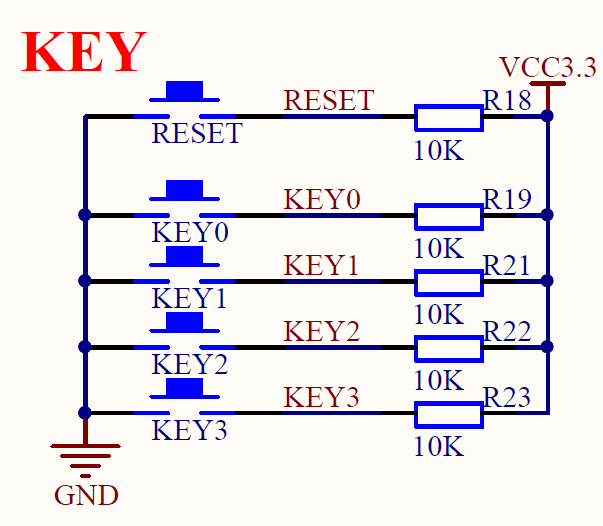 KEY
VCC3.3
RESET R18
RESET
10K
KEY0 R19
KEY0
10K
KEY1 R21
KEY1
10K
KEY2 R22
KEY2
10K
KEY3 R23
KEY3
10K
GND